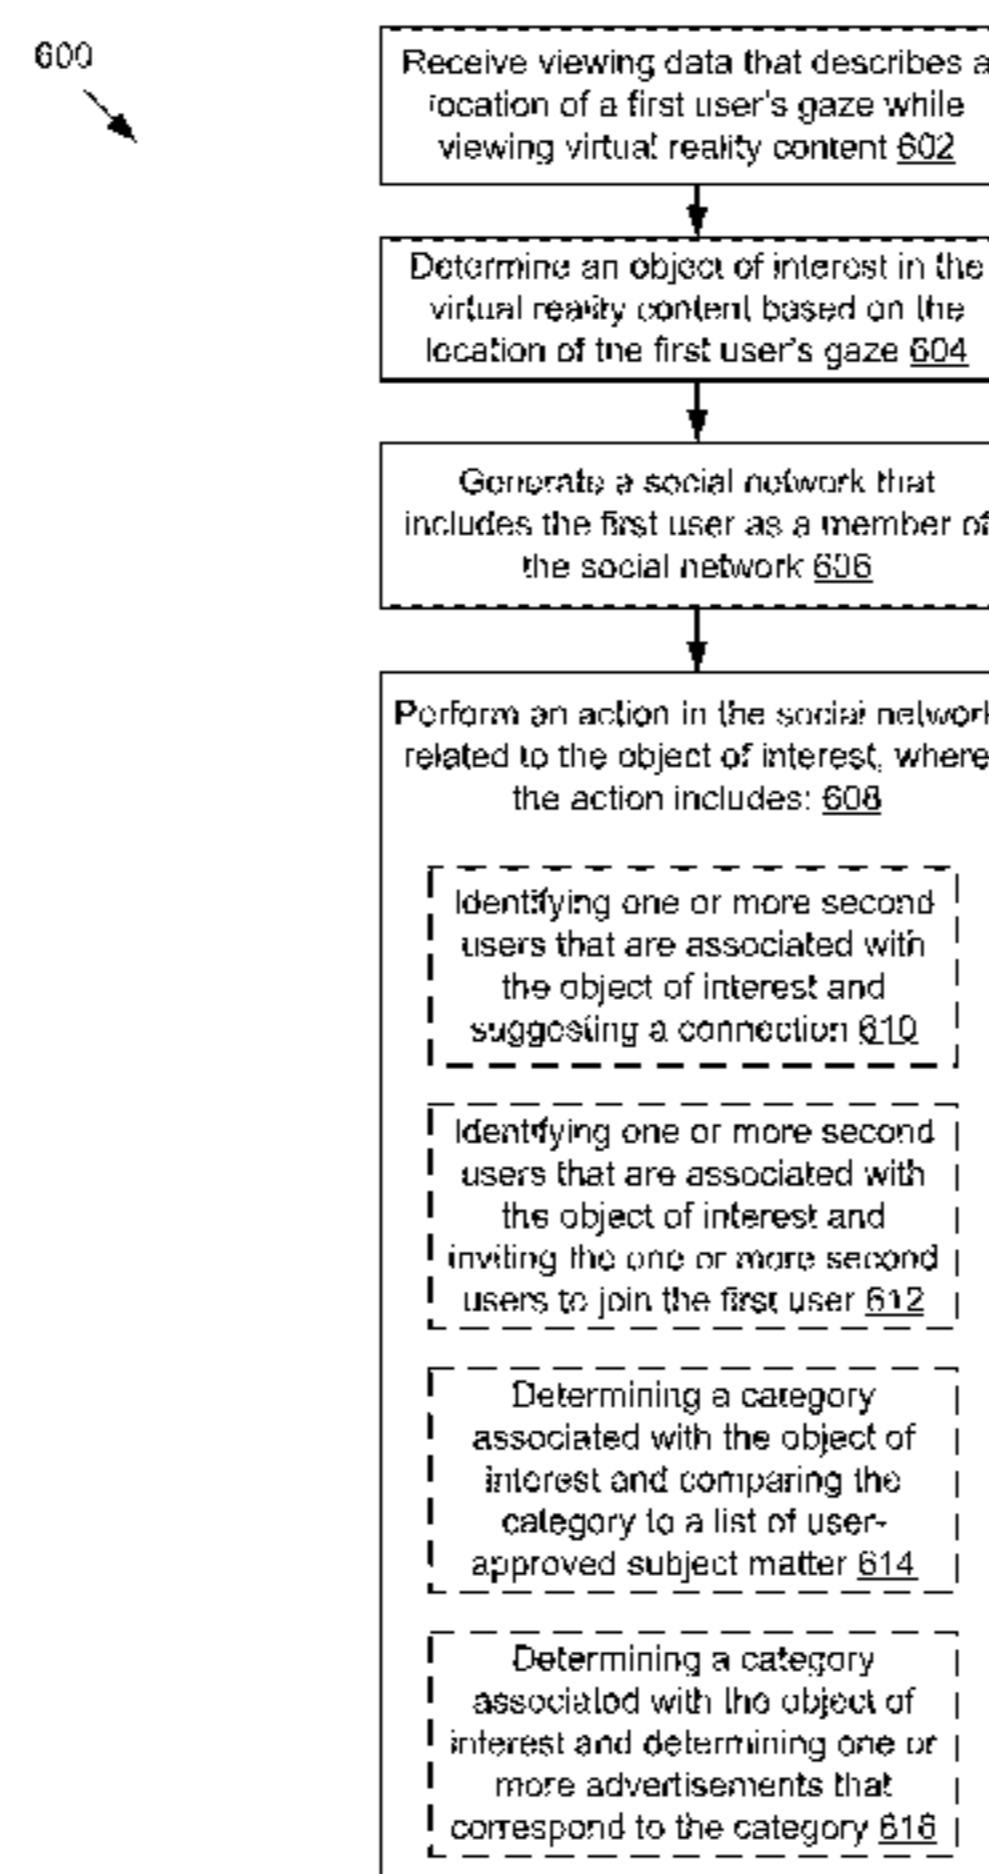 600
Receive viewing data that describes a
location of a first user's gaze while
viewing virtual reality content 602
Determine an object of interest in the
virtual reality content based on the
location of the first user's gaze 604
Generate a social network that
includes the first user as a member of
the social network 606
Perform an action in the social network
related to the object of interest, where
the action includes: 608
Identifying one or more second
users that are associated with
the object of interest and
suggesting a connection 610
Identifying one or more second
users that are associated with
the object of interest and
inviting the one or more second
users to join the first user 612
Determining a category
associated with the object of
interest and comparing the
category to a list of user-
approved subject matter 614
Determining a category
associated with the object of
interest and determining one or
more advertisements that
correspond to the category 616